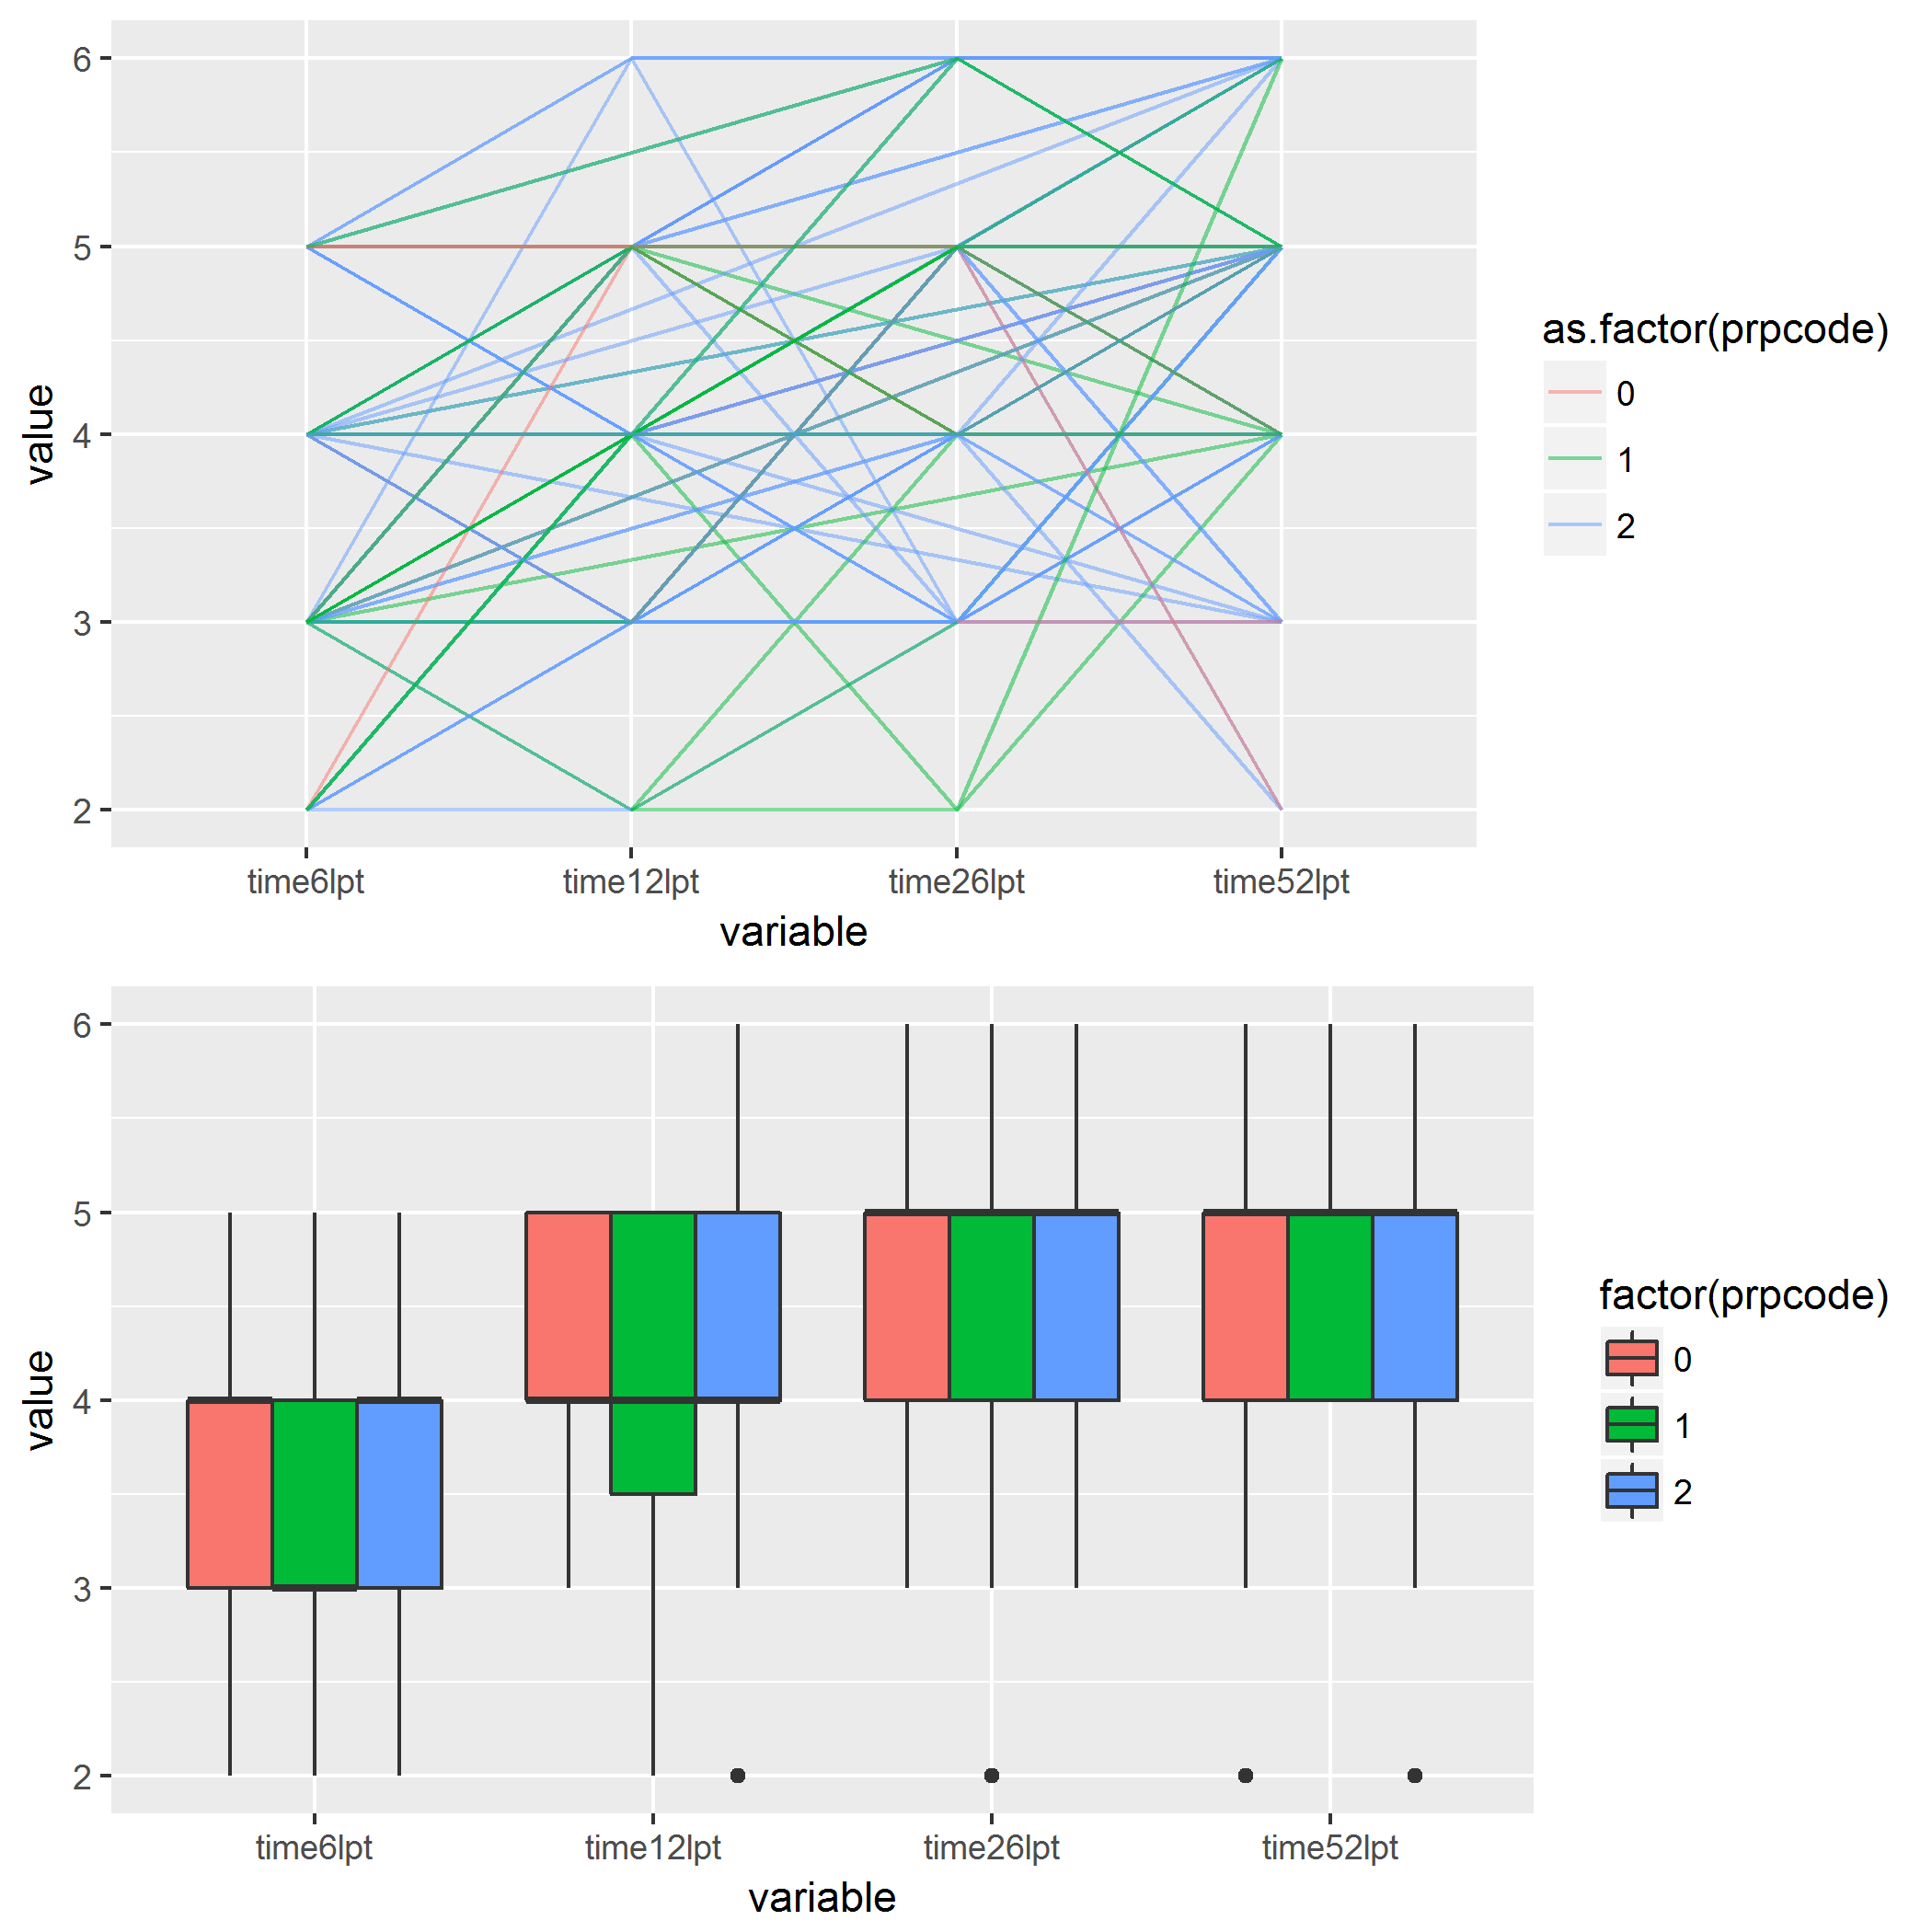 6
5
4
3
2
value
time6lpt
time12lpt
time26lpt
time52lpt
variable
as.factor(prpcode)
0
1
2
6
5
4
3
2
value
time6lpt
time12lpt
time26lpt
time52lpt
variable
factor(prpcode)
0
1
2